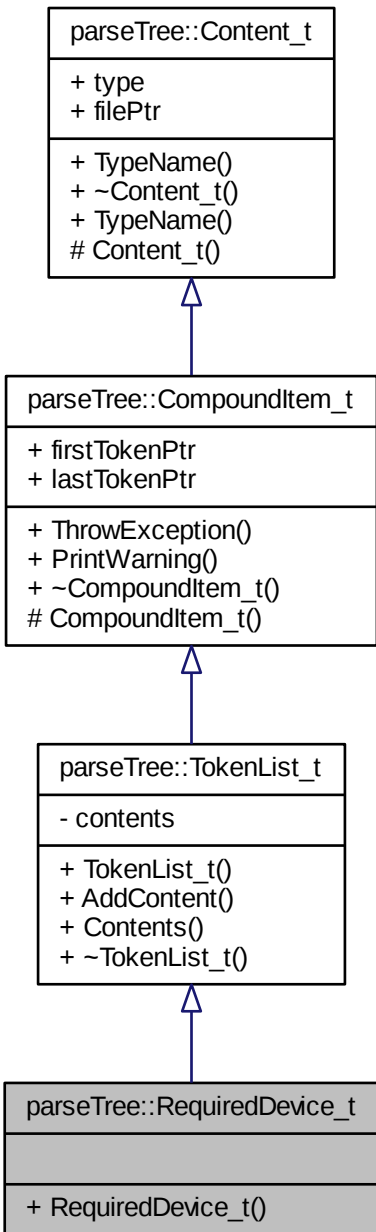 parseTree::Content_t
+ type
+ filePtr
+ TypeName()
+ ~Content_t()
+ TypeName()
# Content_t()
parseTree::CompoundItem_t
+ firstTokenPtr
+ lastTokenPtr
+ ThrowException()
+ PrintWarning()
+ ~CompoundItem_t()
# CompoundItem_t()
parseTree::TokenList_t
- contents
+ TokenList_t()
+ AddContent()
+ Contents()
+ ~TokenList_t()
parseTree::RequiredDevice_t
+ RequiredDevice_t()